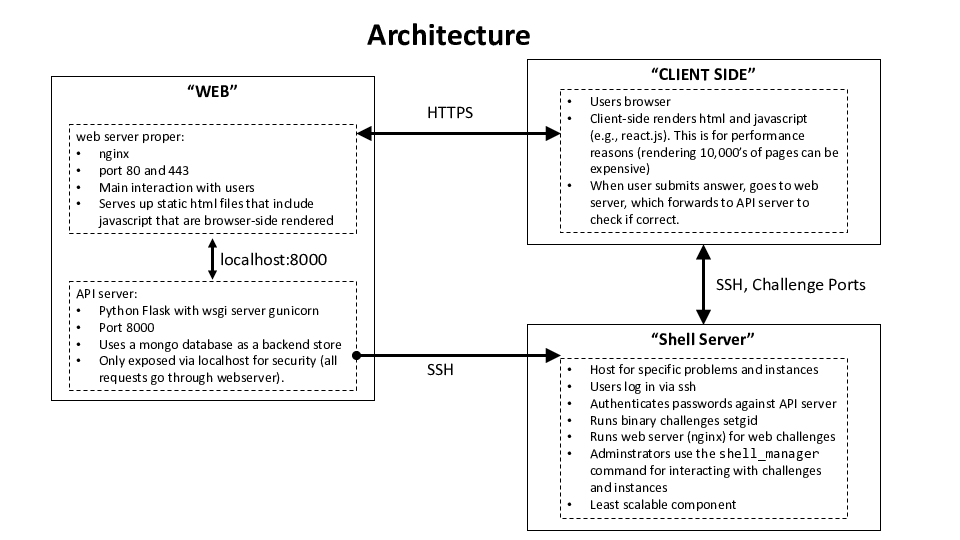 Architecture
“WEB”
web server proper:
• nginx
• port 80 and 443
• Main interaction with users
• Serves up static html files that include
javascript that are browser-side rendered
localhost:8000
API server:
• Python Flask with wsgi server gunicorn
• Port 8000
• Uses a mongo database as a backend store
• Only exposed via localhost for security (all
requests go through webserver).
HTTPS
SSH
“CLIENT SIDE”
• Users browser
• Client-side renders html and javascript
(e.g., react.js). This is for performance
reasons (rendering 10,000’s of pages can be
expensive)
• When user submits answer, goes to web
server, which forwards to API server to
check if correct.
SSH, Challenge Ports
“Shell Server”
• Host for specific problems and instances
• Users log in via ssh
• Authenticates passwords against API server
• Runs binary challenges setgid
• Runs web server (nginx) for web challenges
• Adminstrators use the shell_manager
command for interacting with challenges
and instances
• Least scalable component